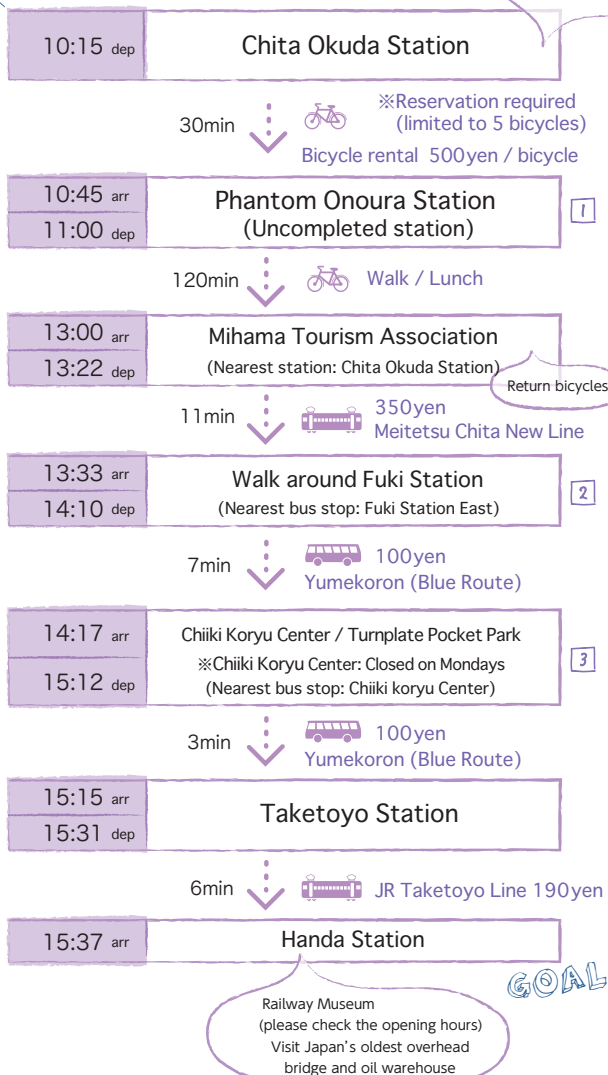 10:15 dep Chita Okuda Station
30min ※Reservation required
(limited to 5 bicycles)
Bicycle rental 500yen / bicycle
10:45 arr
11:00 dep
Phantom Onoura Station
(Uncompleted station)
1
120min Walk / Lunch
13:00 arr
13:22 dep
Mihama Tourism Association
(Nearest station: Chita Okuda Station)
Return bicycles
11min 350yen
Meitetsu Chita New Line
13:33 arr
14:10 dep
Walk around Fuki Station
(Nearest bus stop: Fuki Station East)
2
7min 100yen
Yumekoron (Blue Route)
14:17 arr
15:12 dep
Chiiki Koryu Center / Turnplate Pocket Park
※Chiiki Koryu Center: Closed on Mondays
(Nearest bus stop: Chiiki koryu Center)
3
3min 100yen
Yumekoron (Blue Route)
15:15 arr
15:31 dep
Taketoyo Station
6min JR Taketoyo Line 190yen
15:37 arr Handa Station
GOAL
Railway Museum
(please check the opening hours)
Visit Japan's oldest overhead
bridge and oil warehouse